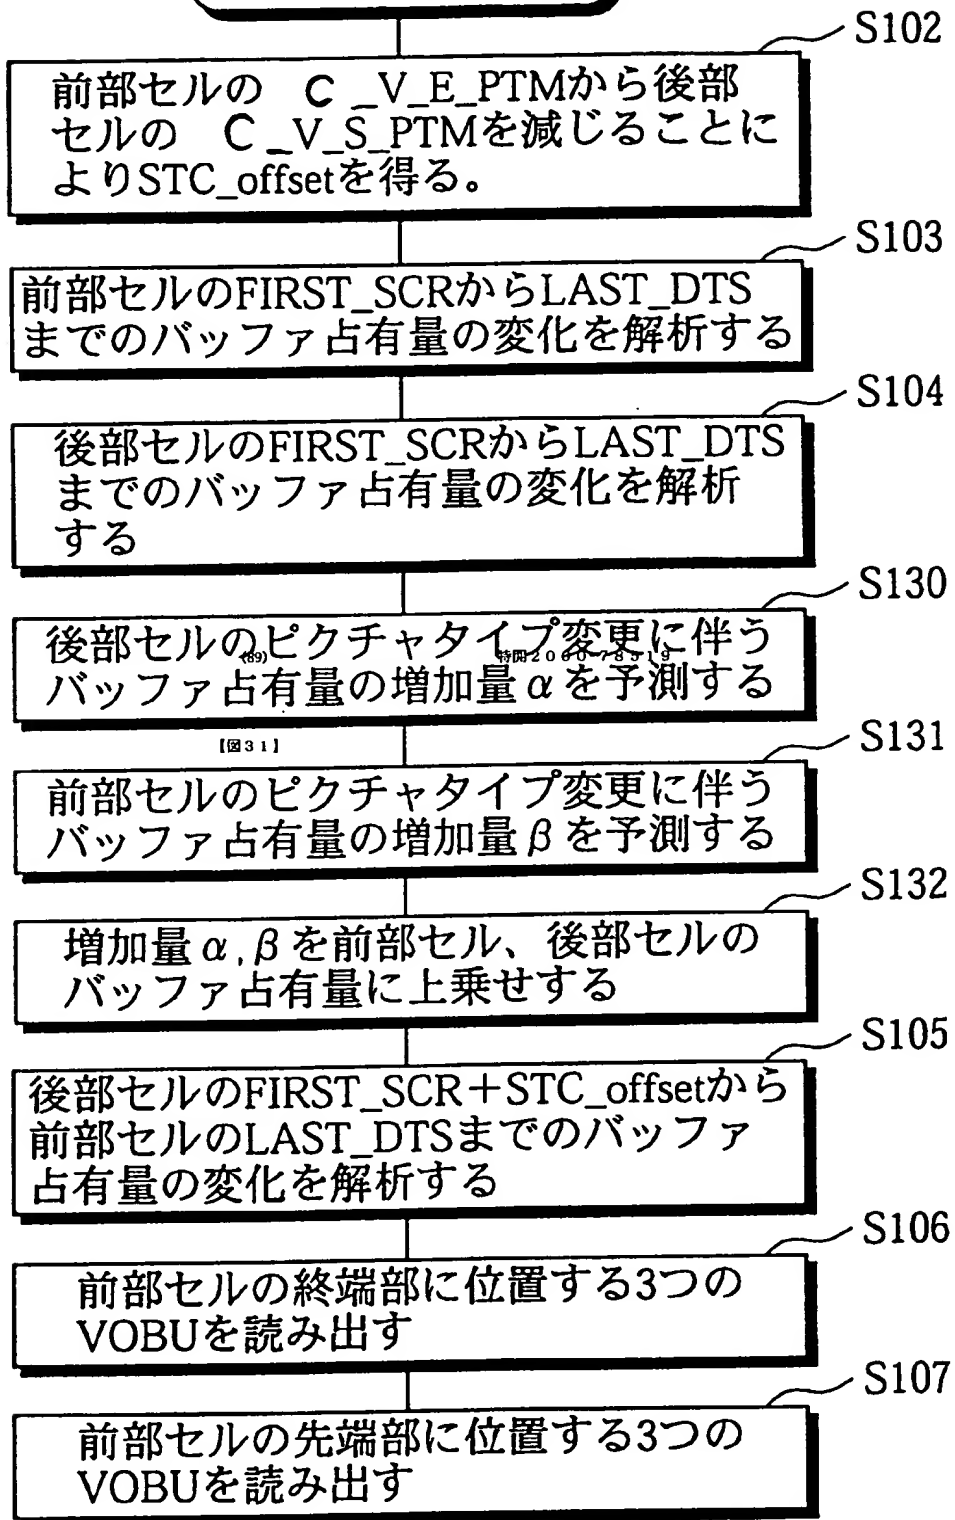 S102
前部セルの C_V_E_PTMから後部
セルの C_V_S_PTMを減じることに
よりSTC_offsetを得る。
S103
前部セルのFIRST_SCRからLAST_DTS
までのバッファ占有量の変化を解析する
S104
後部セルのFIRST_SCRからLAST_DTS
までのバッファ占有量の変化を解析
する
S130
後部セルのピクチャタイプ変更に伴う
(89)
特開2000-78519
バッファ占有量の増加量αを予測する
【図31】
S131
前部セルのピクチャタイプ変更に伴う
バッファ占有量の増加量βを予測する
S132
増加量α,βを前部セル、後部セルの
バッファ占有量に上乗せする
S105
後部セルのFIRST_SCR+STC_offsetから
前部セルのLAST_DTSまでのバッファ
占有量の変化を解析する
S106
前部セルの終端部に位置する3つの
VOBUを読み出す
S107
前部セルの先端部に位置する3つの
VOBUを読み出す